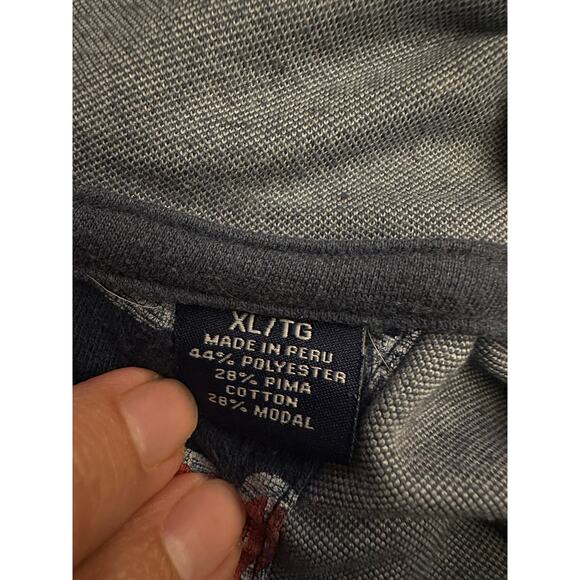 XL/TG
MADE IN PERU
44% POLYESTER
28% PIMA
COTTON
28% MODAL